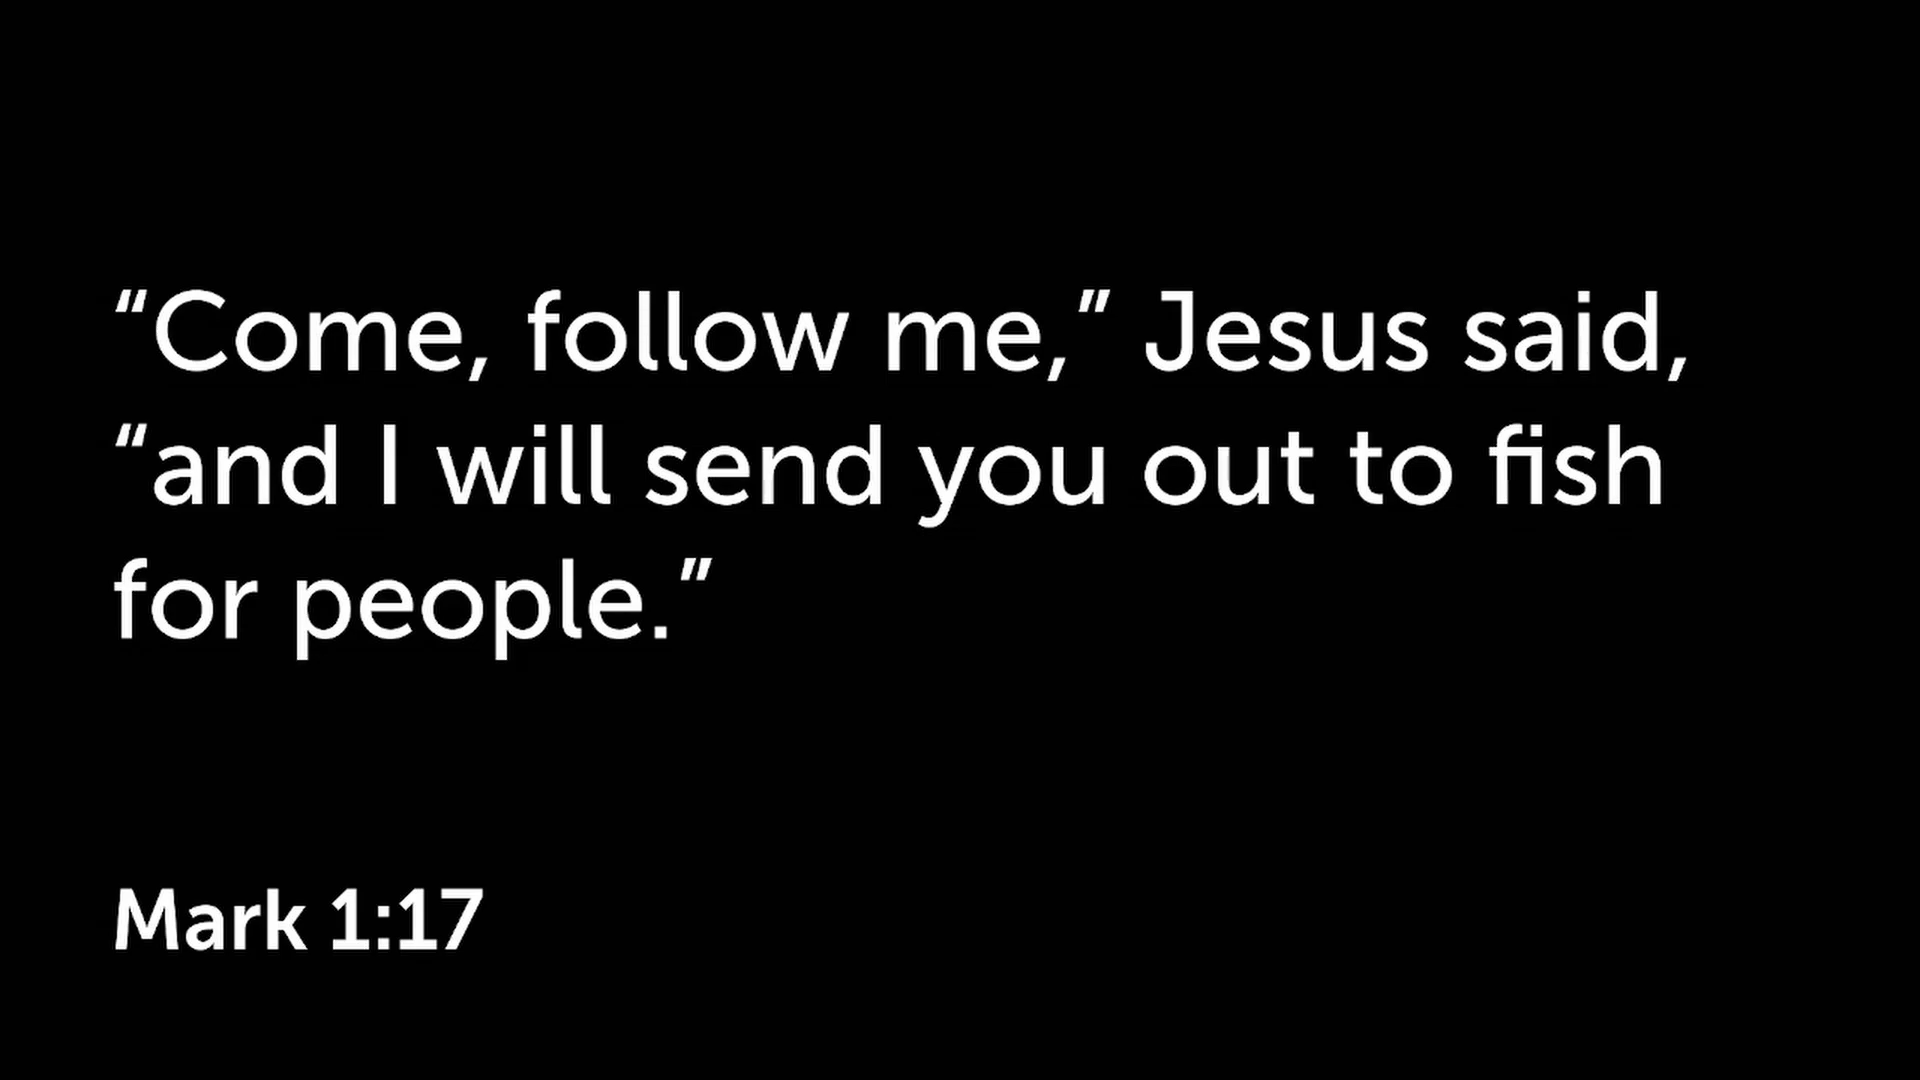 “Come, follow me,” Jesus said,
“and I will send you out to fish
for people.”
Mark 1:17